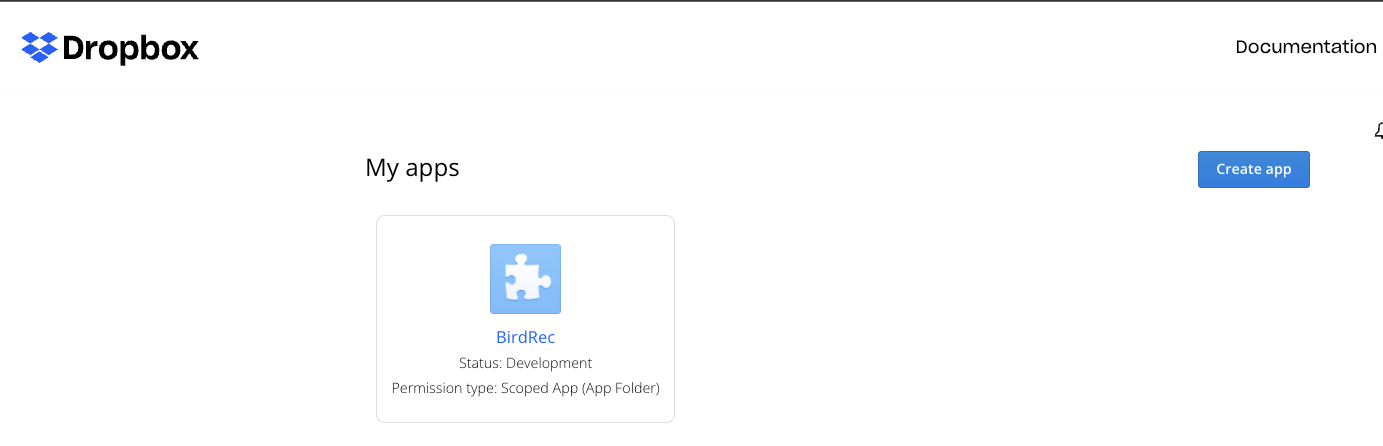 Dropbox
Documentation
My apps
Create app
BirdRec
Status: Development
Permission type: Scoped App (App Folder)